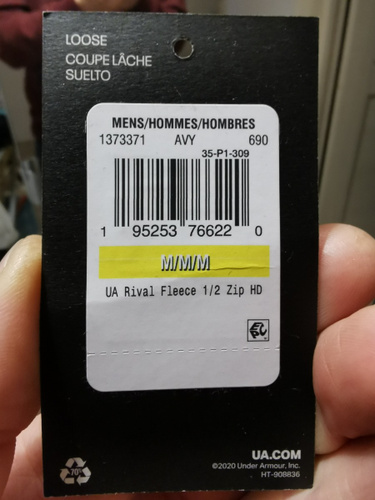 LOOSE
COUPE LÂCHE
SUELTO
MENS/HOMMES/HOMBRES
1373371 AVY 690
35-P1-309
1 95253 76622 0
M/M/M
UA Rival Fleece 1/2 Zip HD
70%
UA.COM
©2020 Under Armour, Inc.
HT-908836